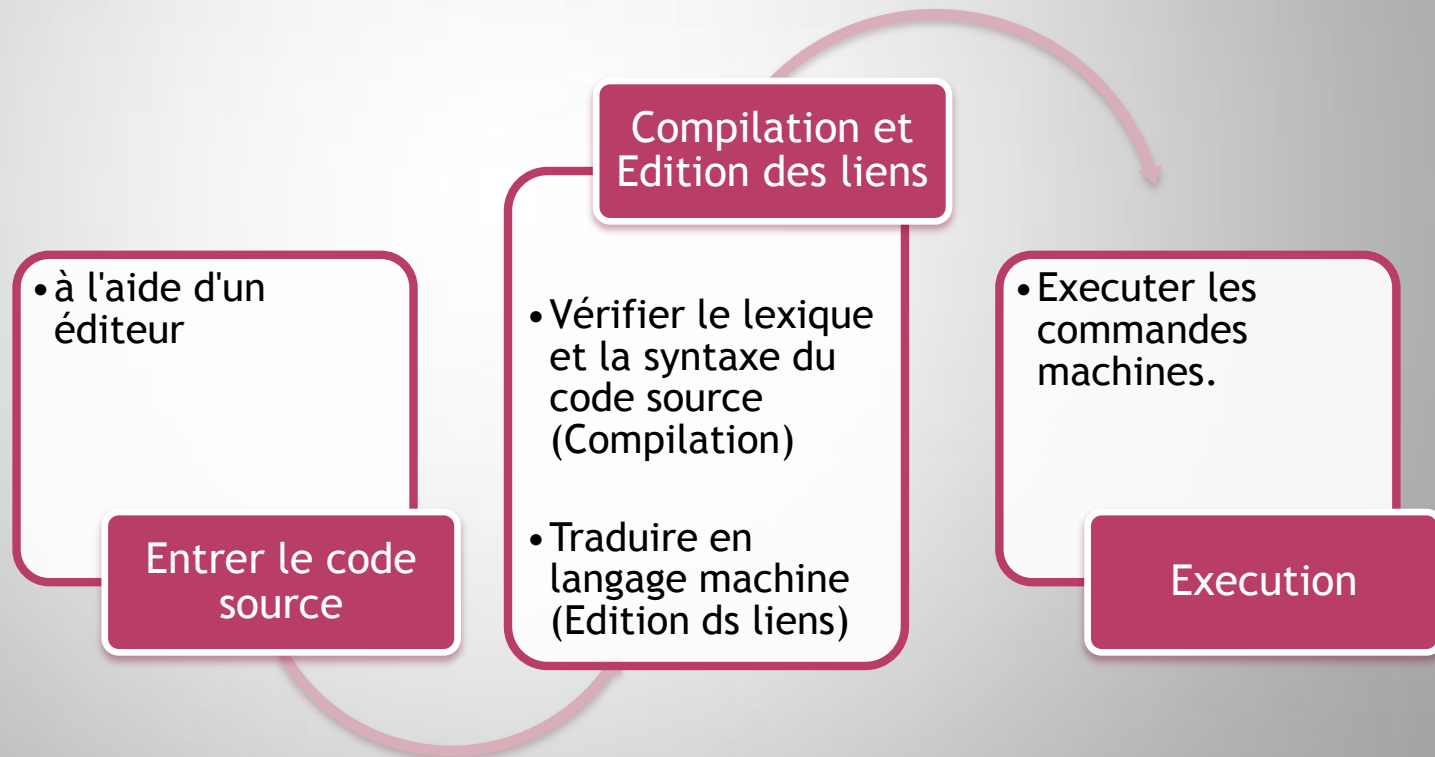 • à l'aide d'un
éditeur
Entrer le code
source
Compilation et
Edition des liens
• Vérifier le lexique
et la syntaxe du
code source
(Compilation)
• Traduire en
langage machine
(Edition ds liens)
• Executer les
commandes
machines.
Execution